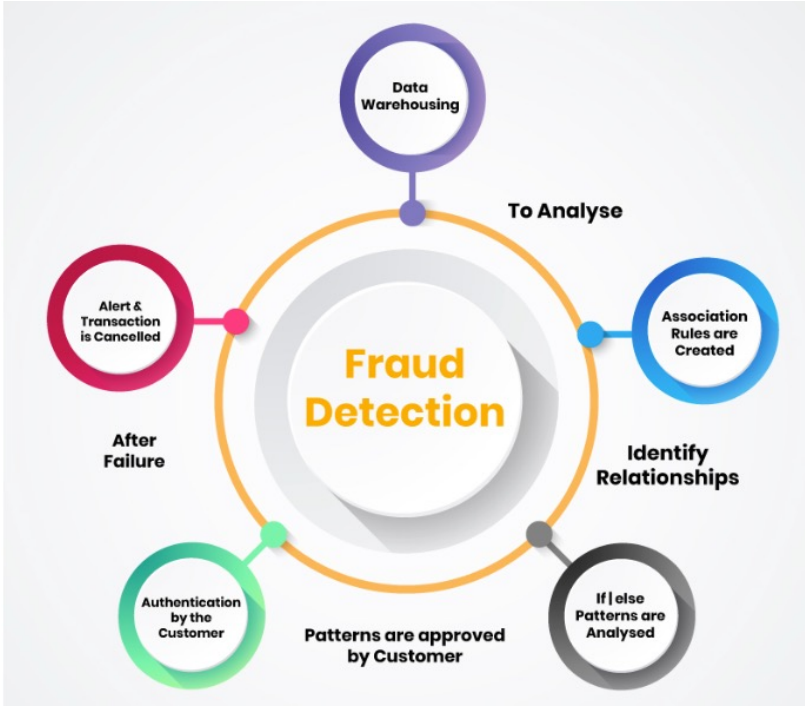 Data
Warehousing
To Analyse
Association
Rules are
Created
Identify
Relationships
If | else
Patterns are
Analysed
Patterns are approved
by Customer
Authentication
by the
Customer
After
Failure
Alert &
Transaction
is Cancelled
Fraud
Detection